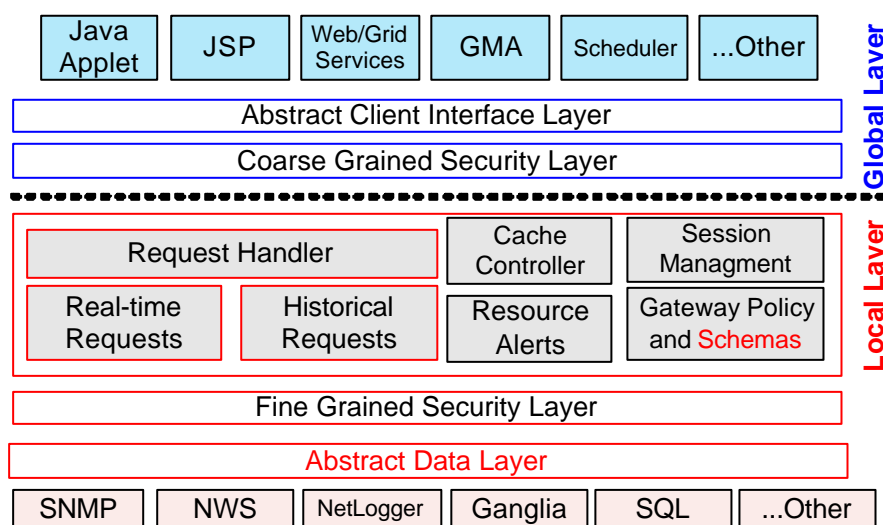 Java
Applet
JSP
Web/Grid
Services
GMA
Scheduler
...Other
Global Layer
Abstract Client Interface Layer
Coarse Grained Security Layer
Request Handler
Cache
Controller
Session
Managment
Real-time
Requests
Historical
Requests
Resource
Alerts
Gateway Policy
and Schemas
Local Layer
Fine Grained Security Layer
Abstract Data Layer
SNMP
NWS
NetLogger
Ganglia
SQL
...Other